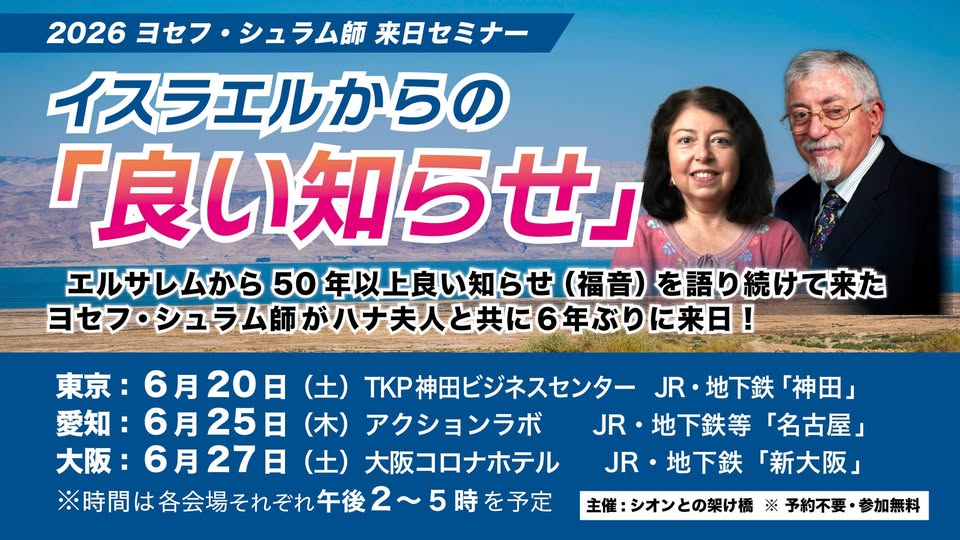 2026 ヨセフ・シュラム師 来日セミナー
イスラエルからの
「良い知らせ」
エルサレムから 50 年以上良い知らせ（福音）を語り続けて来た
ヨセフ・シュラム師がハナ夫人と共に６年ぶりに来日！
東京：６月 20 日（土）TKP 神田ビジネスセンター JR・地下鉄「神田」
愛知：６月 25 日（木）アクションラボ JR・地下鉄等「名古屋」
大阪：６月 27 日（土）大阪コロナホテル JR・地下鉄「新大阪」
※時間は各会場それぞれ午後２～５時を予定
主催：シオンとの架け橋 ※ 予約不要・参加無料